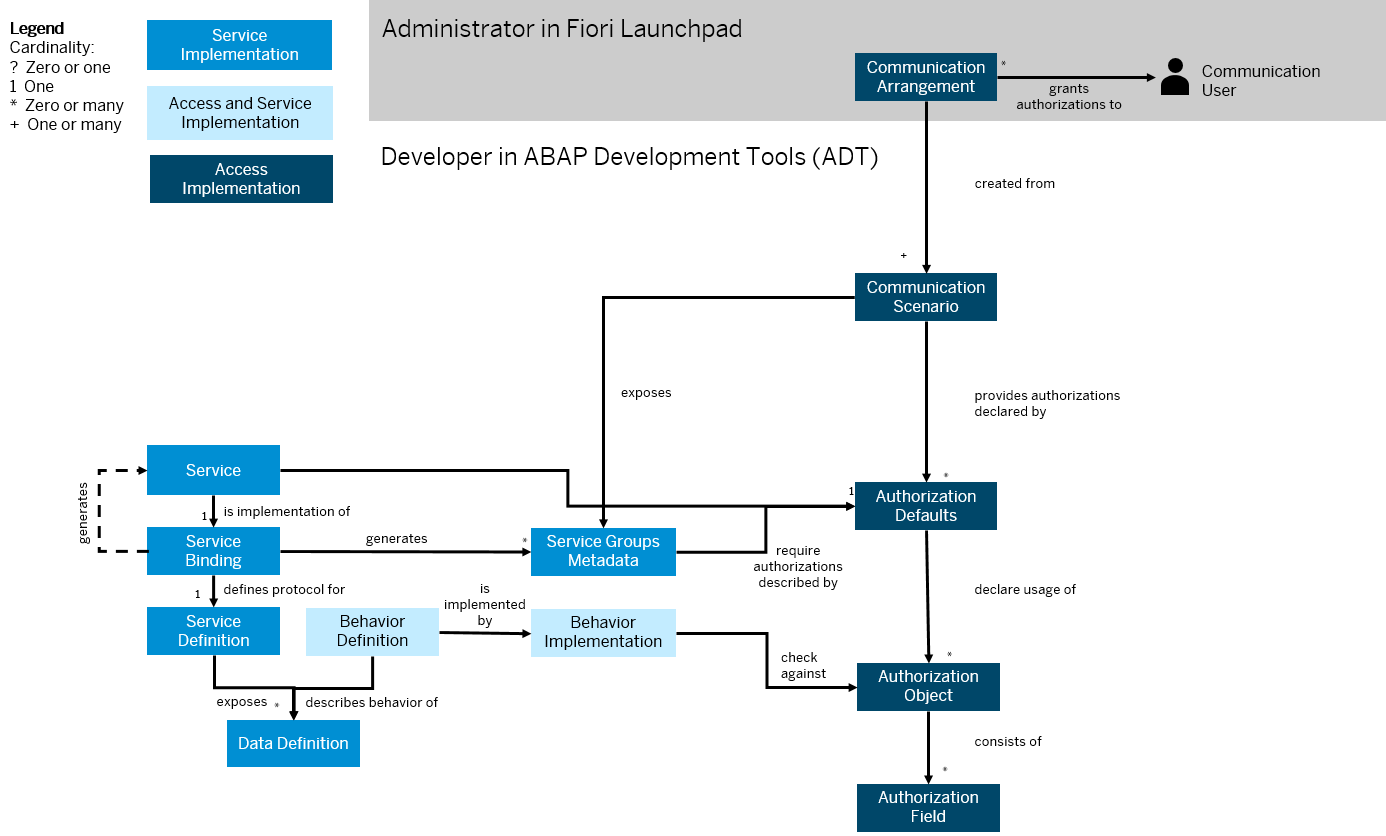 Legend
Cardinality:
? Zero or one
1 One
* Zero or many
+ One or many
Service
Implementation
Access and Service
Implementation
Access
Implementation
Administrator in Fiori Launchpad
Communication
Arrangement
*
grants
authorizations to
Communication
User
Developer in ABAP Development Tools (ADT)
created from
+
Communication
Scenario
exposes
provides authorizations
declared by
*
Service
generates
1
is implementation of
Service
Binding
generates
*
Service Groups
Metadata
1
Authorization
Defaults
require
authorizations
described by
1
defines protocol for
Service
Definition
Behavior
Definition
is
implemented
by
Behavior
Implementation
declare usage of
*
check
against
Authorization
Object
exposes
*
describes behavior of
Data Definition
consists of
*
Authorization
Field